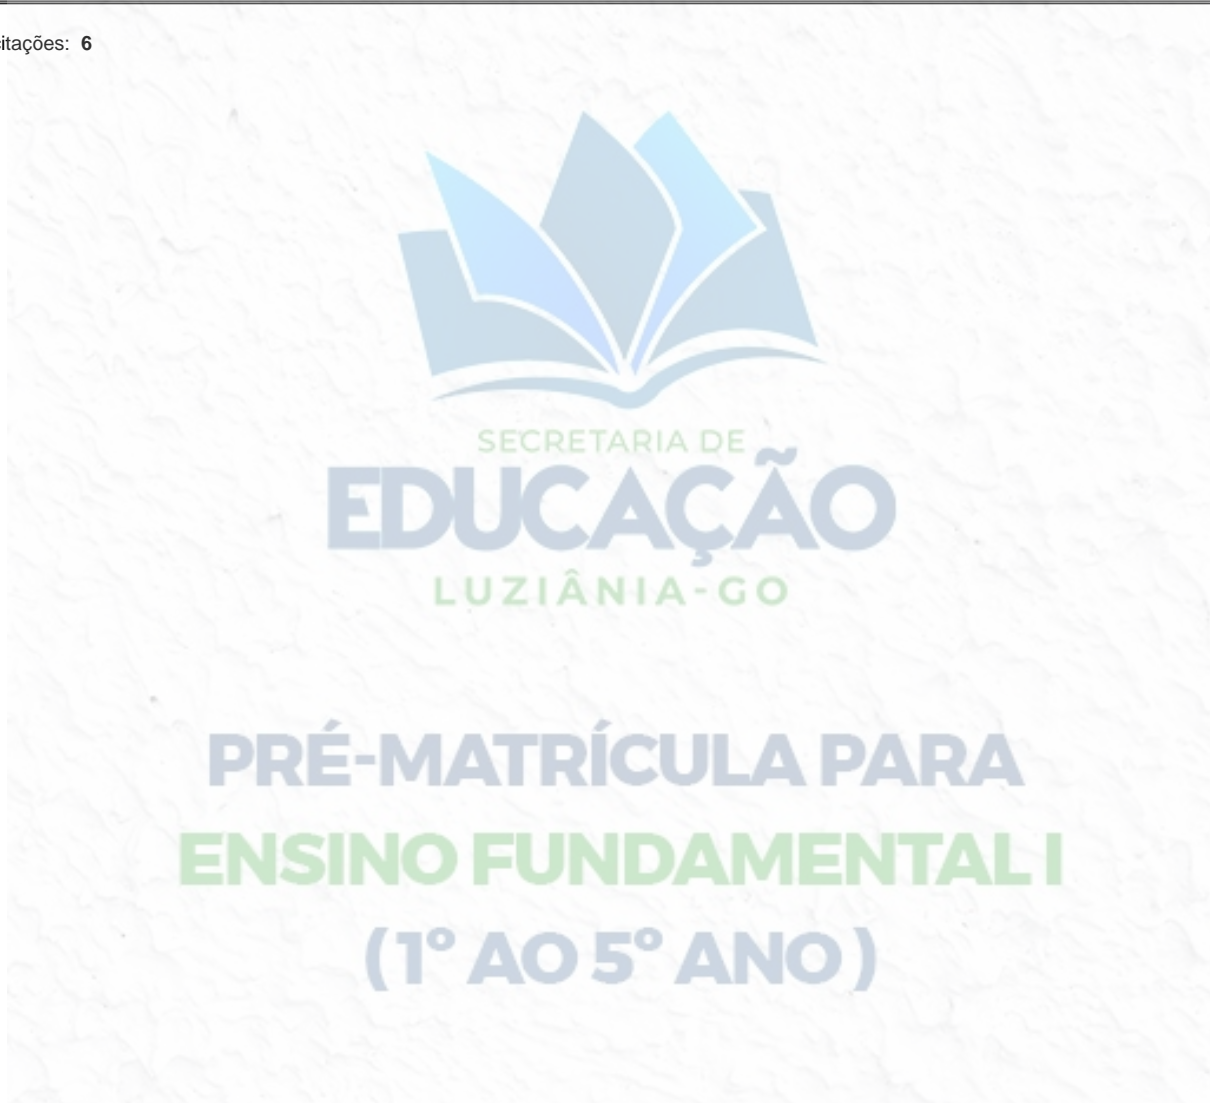 itações: 6
SECRETARIA DE
EDUCAÇÃO
LUZIÂNIA-GO
PRÉ-MATRÍCULA PARA
ENSINO FUNDAMENTAL I
(1º AO 5º ANO)